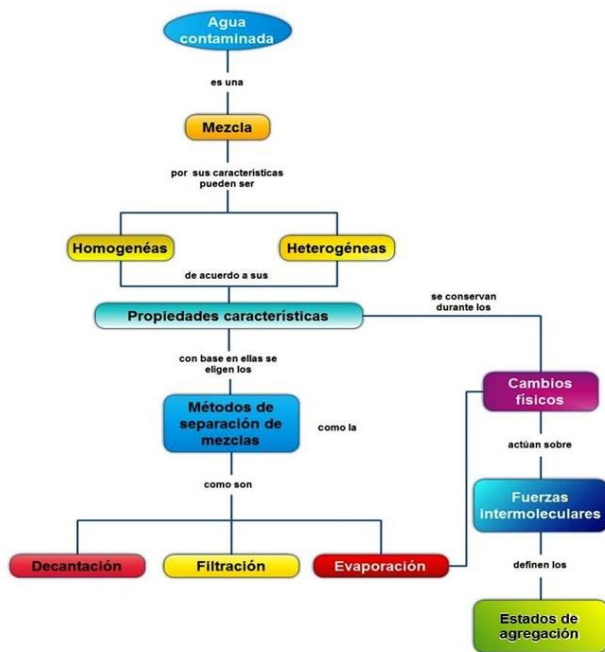 Agua
contaminada
es una
Mezcla
por sus características
pueden ser
Homogenéas
Heterogéneas
de acuerdo a sus
se conservan
durante los
Propiedades características
con base en ellas se
eligen los
Cambios
físicos
Métodos de
separación de
mezclas
como la
actúan sobre
como son
Fuerzas
intermoleculares
Decantación
Filtración
Evaporación
definen los
Estados de
agregación